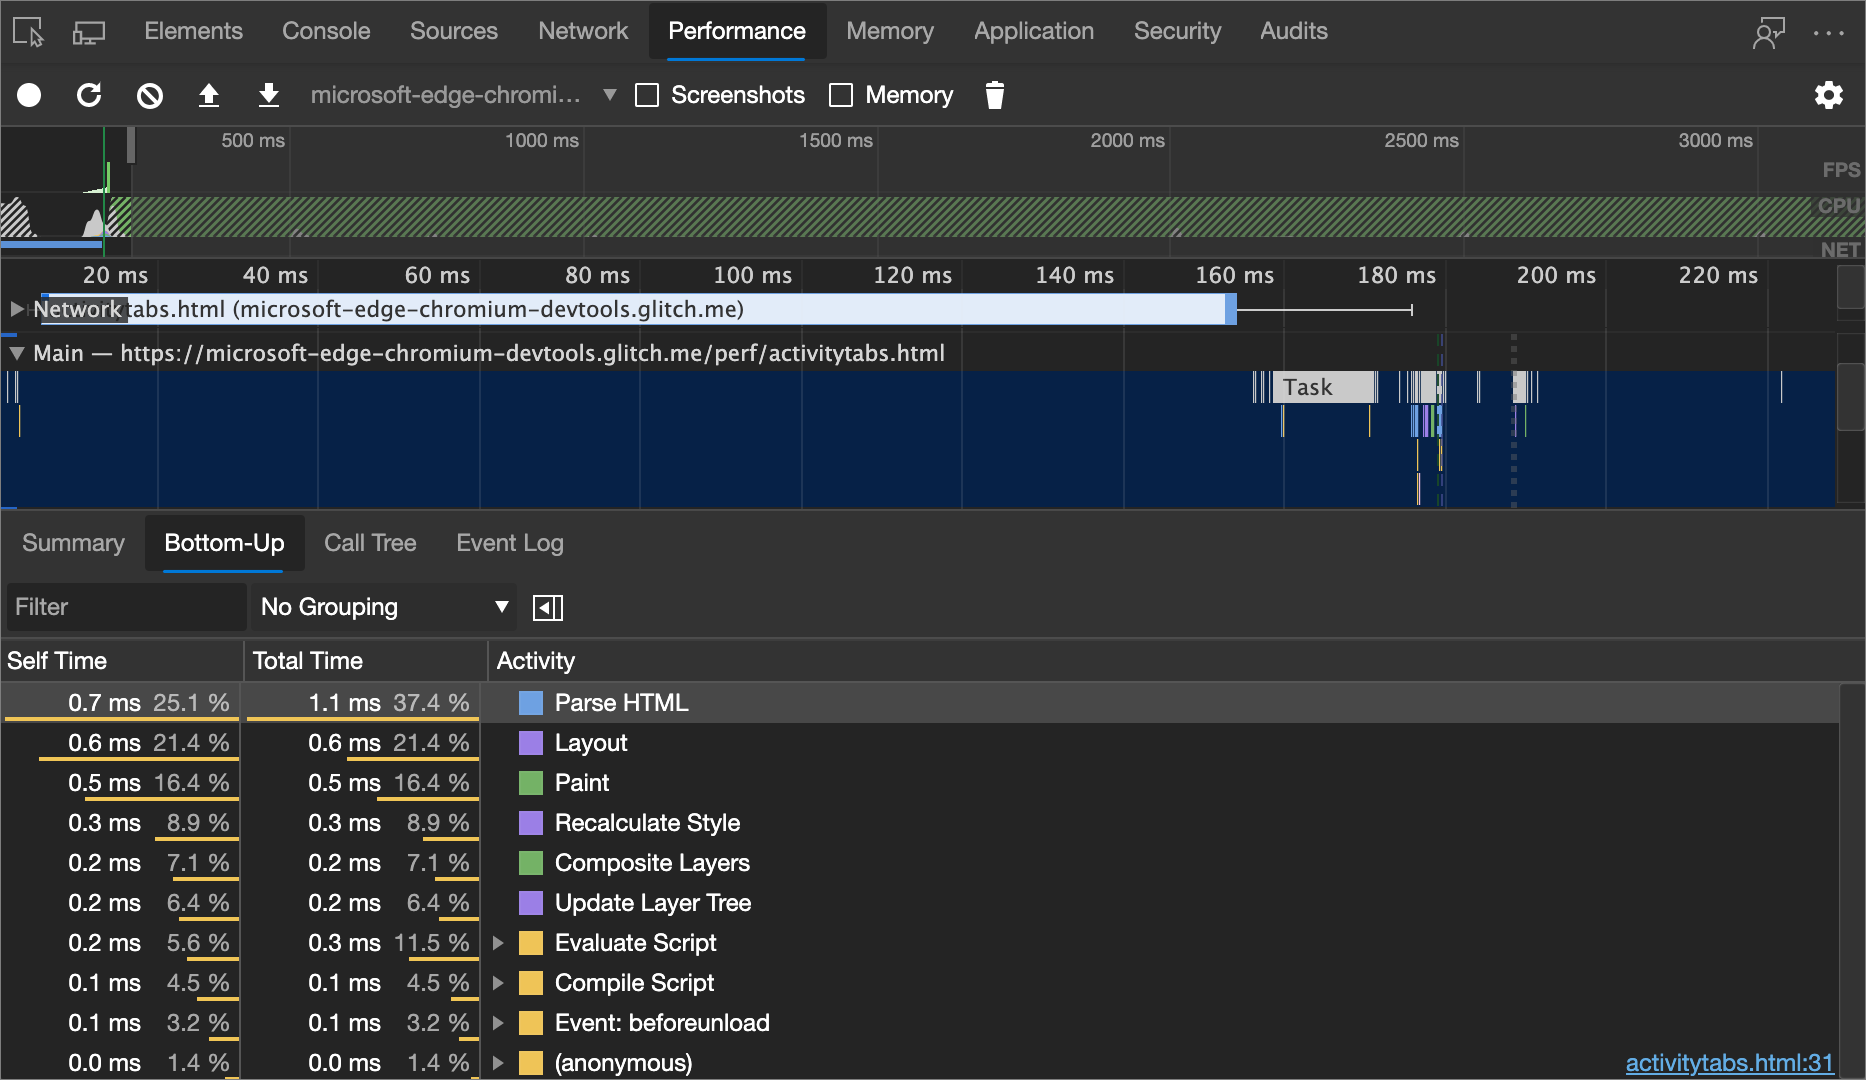 Elements Console Sources Network Performance Memory Application Security Audits
microsoft-edge-chromi... Screenshots Memory
500 ms 1000 ms 1500 ms 2000 ms 2500 ms 3000 ms
FPS
CPU
NET
20 ms 40 ms 60 ms 80 ms 100 ms 120 ms 140 ms 160 ms 180 ms 200 ms 220 ms
Network tabs.html (microsoft-edge-chromium-devtools.glitch.me)
Main — https://microsoft-edge-chromium-devtools.glitch.me/perf/activitytabs.html
Task
Summary Bottom-Up Call Tree Event Log
Filter No Grouping
Self Time Total Time Activity
0.7 ms 25.1 % 1.1 ms 37.4 % Parse HTML
0.6 ms 21.4 % 0.6 ms 21.4 % Layout
0.5 ms 16.4 % 0.5 ms 16.4 % Paint
0.3 ms 8.9 % 0.3 ms 8.9 % Recalculate Style
0.2 ms 7.1 % 0.2 ms 7.1 % Composite Layers
0.2 ms 6.4 % 0.2 ms 6.4 % Update Layer Tree
0.2 ms 5.6 % 0.3 ms 11.5 % Evaluate Script
0.1 ms 4.5 % 0.1 ms 4.5 % Compile Script
0.1 ms 3.2 % 0.1 ms 3.2 % Event: beforeunload
0.0 ms 1.4 % 0.0 ms 1.4 % (anonymous) activitytabs.html:31